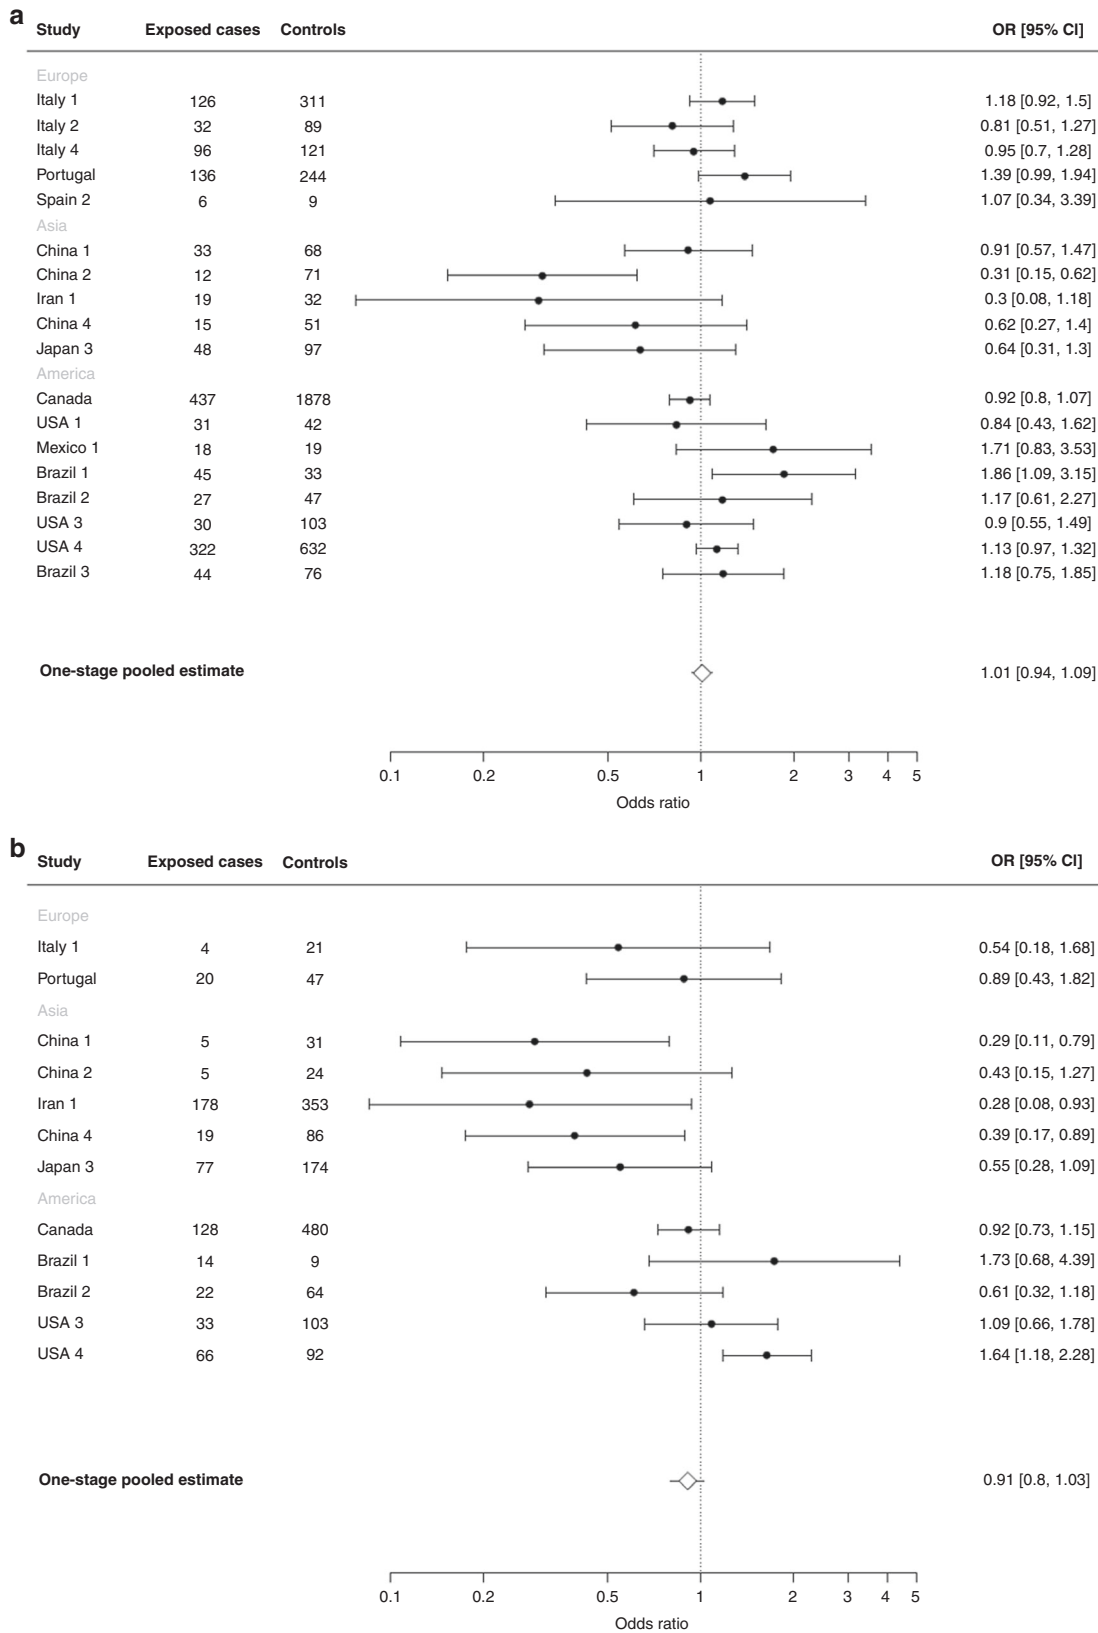 a
Study Exposed cases Controls OR [95% CI]
Europe
Italy 1 126 311 1.18 [0.92, 1.5]
Italy 2 32 89 0.81 [0.51, 1.27]
Italy 4 96 121 0.95 [0.7, 1.28]
Portugal 136 244 1.39 [0.99, 1.94]
Spain 2 6 9 1.07 [0.34, 3.39]
Asia
China 1 33 68 0.91 [0.57, 1.47]
China 2 12 71 0.31 [0.15, 0.62]
Iran 1 19 32 0.3 [0.08, 1.18]
China 4 15 51 0.62 [0.27, 1.4]
Japan 3 48 97 0.64 [0.31, 1.3]
America
Canada 437 1878 0.92 [0.8, 1.07]
USA 1 31 42 0.84 [0.43, 1.62]
Mexico 1 18 19 1.71 [0.83, 3.53]
Brazil 1 45 33 1.86 [1.09, 3.15]
Brazil 2 27 47 1.17 [0.61, 2.27]
USA 3 30 103 0.9 [0.55, 1.49]
USA 4 322 632 1.13 [0.97, 1.32]
Brazil 3 44 76 1.18 [0.75, 1.85]
One-stage pooled estimate 1.01 [0.94, 1.09]
0.1 0.2 0.5 1 2 3 4 5
Odds ratio
b
Study Exposed cases Controls OR [95% CI]
Europe
Italy 1 4 21 0.54 [0.18, 1.68]
Portugal 20 47 0.89 [0.43, 1.82]
Asia
China 1 5 31 0.29 [0.11, 0.79]
China 2 5 24 0.43 [0.15, 1.27]
Iran 1 178 353 0.28 [0.08, 0.93]
China 4 19 86 0.39 [0.17, 0.89]
Japan 3 77 174 0.55 [0.28, 1.09]
America
Canada 128 480 0.92 [0.73, 1.15]
Brazil 1 14 9 1.73 [0.68, 4.39]
Brazil 2 22 64 0.61 [0.32, 1.18]
USA 3 33 103 1.09 [0.66, 1.78]
USA 4 66 92 1.64 [1.18, 2.28]
One-stage pooled estimate 0.91 [0.8, 1.03]
0.1 0.2 0.5 1 2 3 4 5
Odds ratio